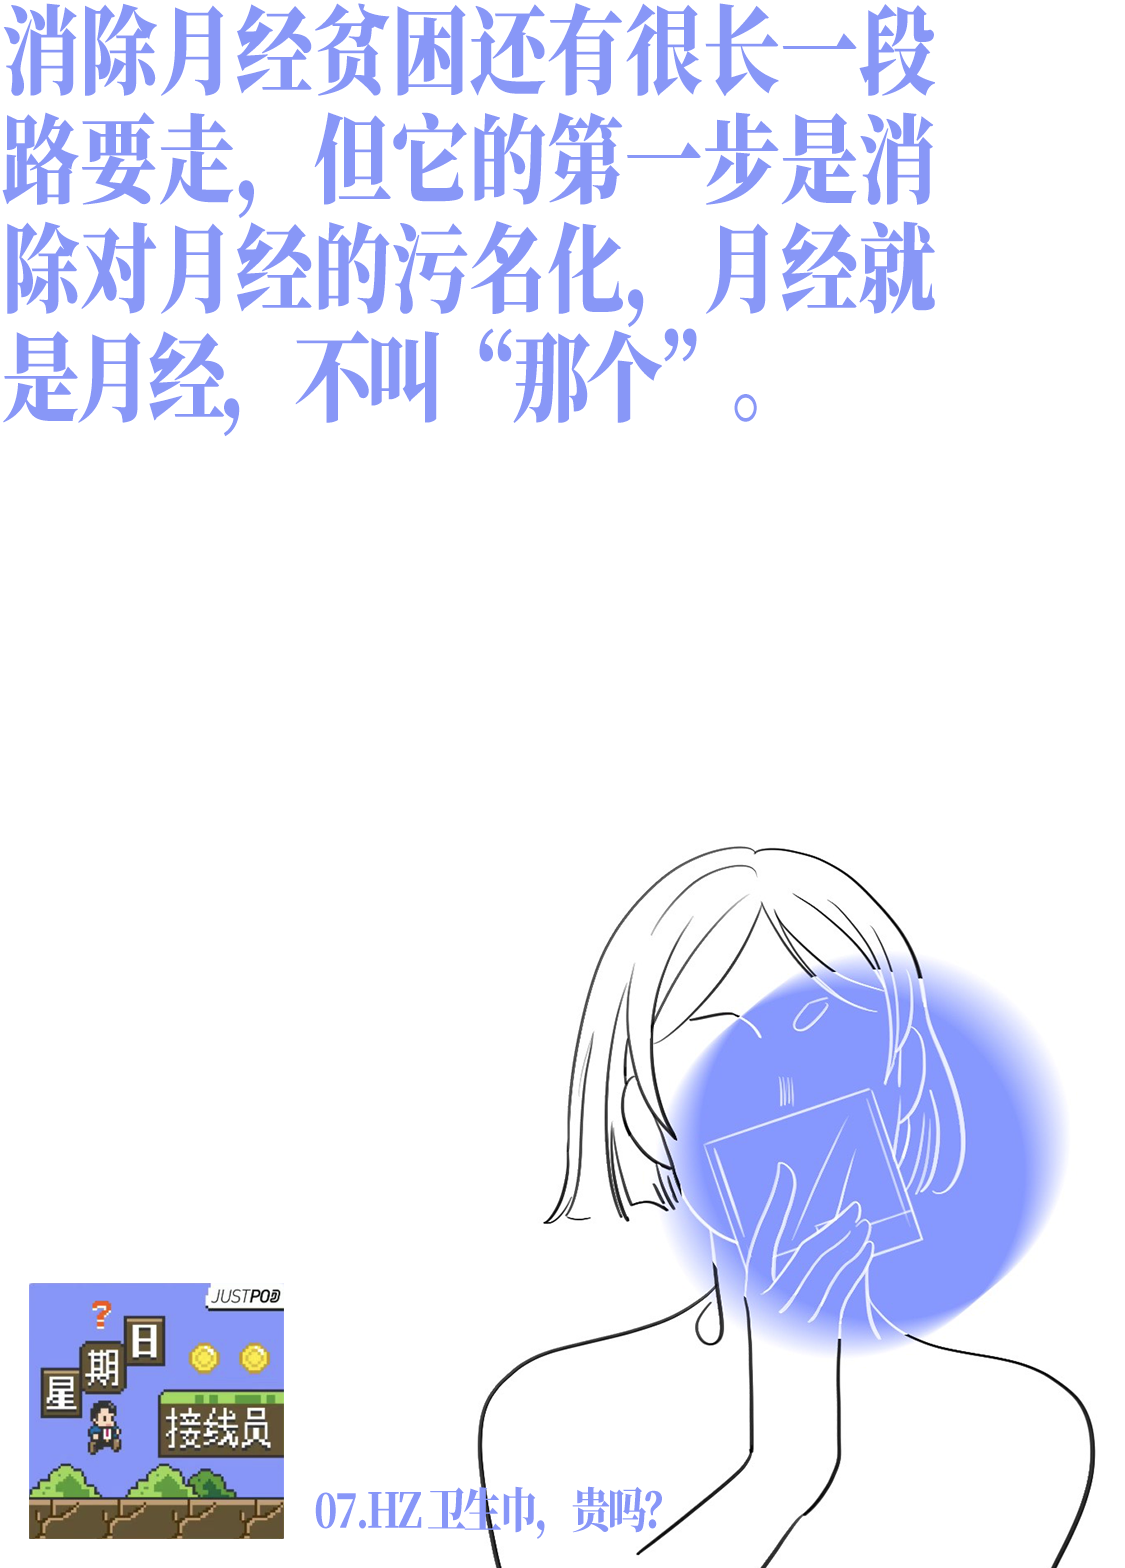 消除月经贫困还有很长一段
路要走，但它的第一步是消
除对月经的污名化，月经就
是月经，不叫“那个”。
JUSTPOD
?
星期日
接线员
07.HZ 卫生巾，贵吗？